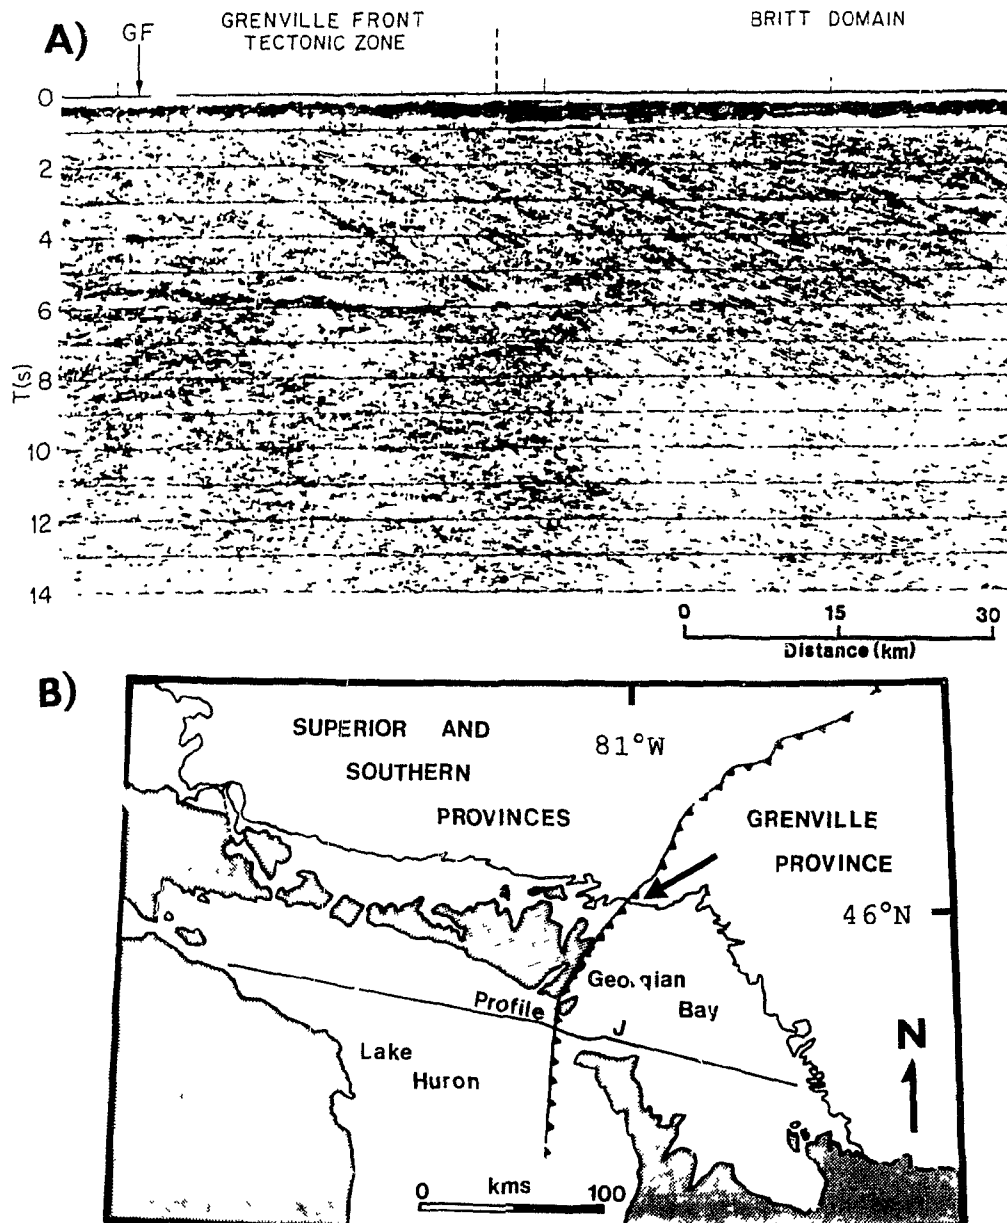 A)
GF
GRENVILLE FRONT
TECTONIC ZONE
BRITT DOMAIN
0
2
4
6
8
10
12
14
T(s)
0 15 30
Distance (km)
B)
SUPERIOR AND
SOUTHERN
PROVINCES
81°W
GRENVILLE
PROVINCE
46°N
Georgian
Bay
Profile J
Lake
Huron
N
0 kms 100